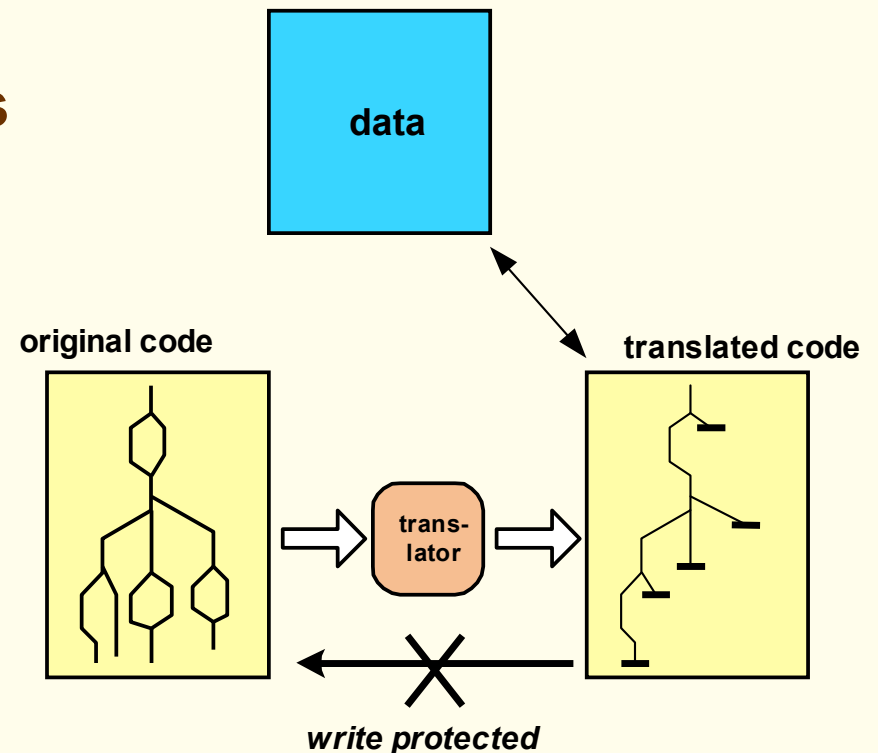 s
data
original code
translated code
trans-
lator
write protected